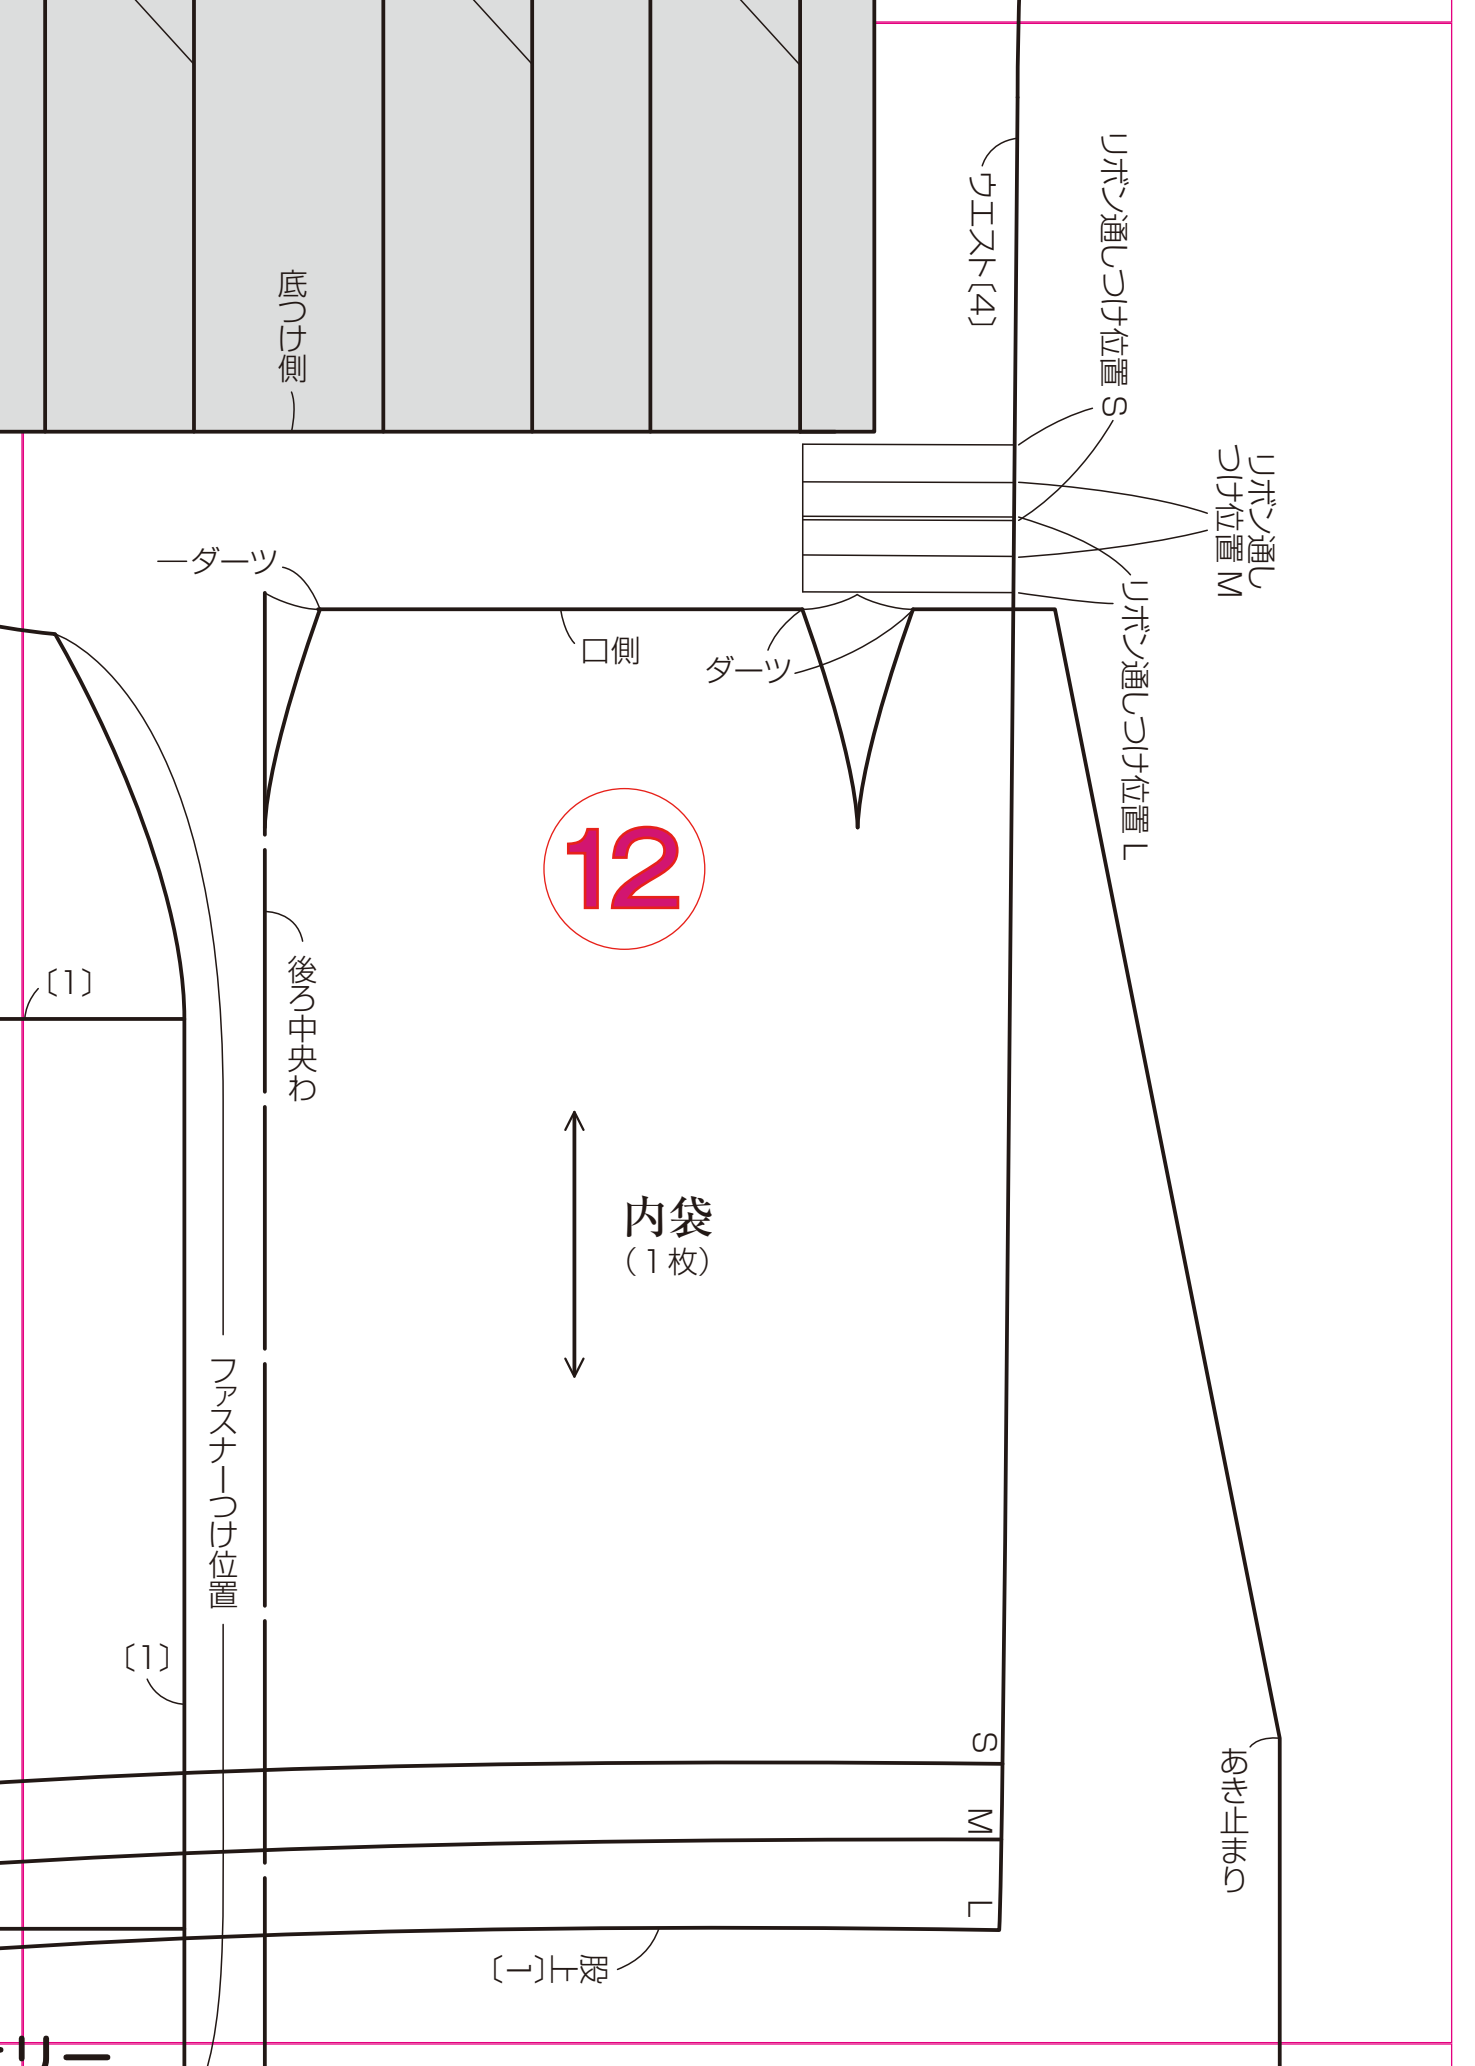 ウエスト〔4〕
リボン通しつけ位置 S
底つけ側
リボン通し
つけ位置 M
ダーツ
口側
ダーツ
リボン通しつけ位置 L
12
〔1〕
後ろ中央わ
内袋
（1枚）
ファスナーつけ位置
〔1〕
S
M
L
あき止まり
股上〔1〕
リー